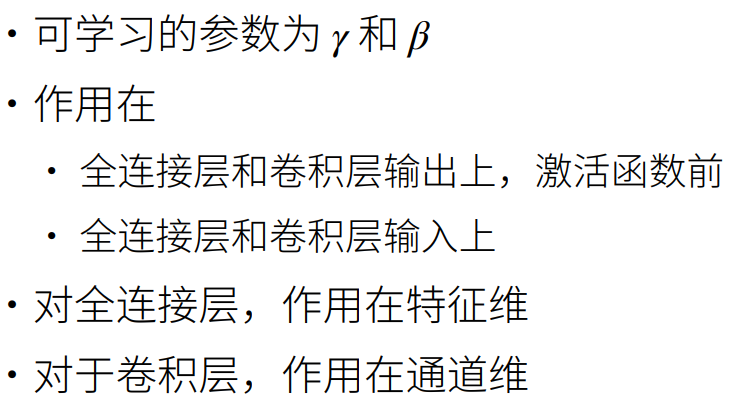 • 可学习的参数为 γ 和 β
• 作用在
• 全连接层和卷积层输出上，激活函数前
• 全连接层和卷积层输入上
• 对全连接层，作用在特征维
• 对于卷积层，作用在通道维